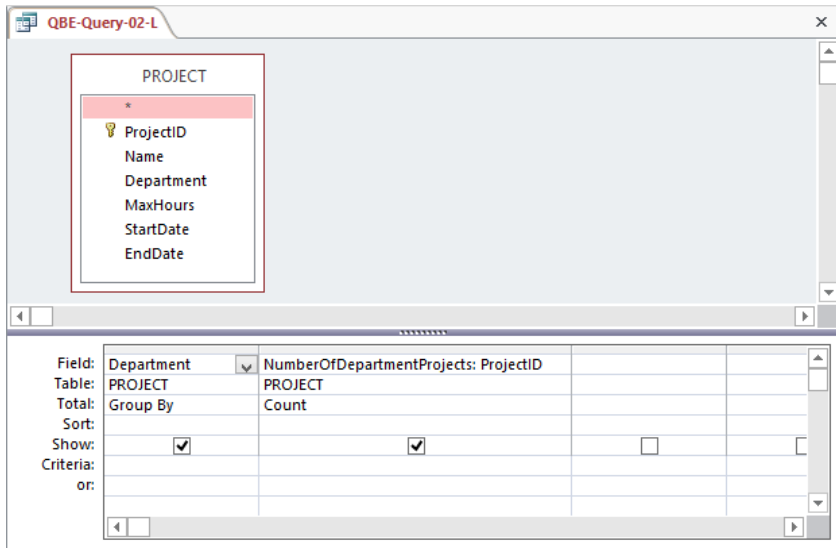 QBE-Query-02-L
PROJECT
*
ProjectID
Name
Department
MaxHours
StartDate
EndDate
Field: Department NumberOfDepartmentProjects: ProjectID
Table: PROJECT PROJECT
Total: Group By Count
Sort:
Show:
Criteria:
or: